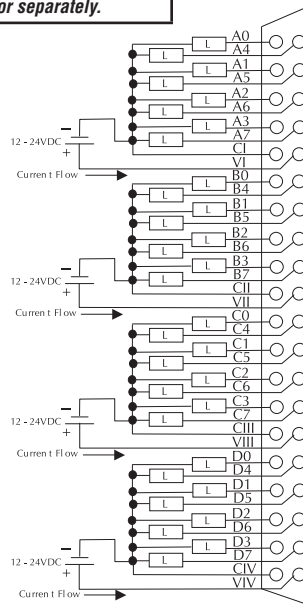 or separately.
L A0
L A4
L A1
L A5
L A2
L A6
L A3
L A7
CI
VI
12 - 24VDC
Current Flow
L B0
L B4
L B1
L B5
L B2
L B6
L B3
L B7
CII
VII
12 - 24VDC
Current Flow
L C0
L C4
L C1
L C5
L C2
L C6
L C3
L C7
CIII
VIII
12 - 24VDC
Current Flow
L D0
L D4
L D1
L D5
L D2
L D6
L D3
L D7
CIV
VIV
12 - 24VDC
Current Flow